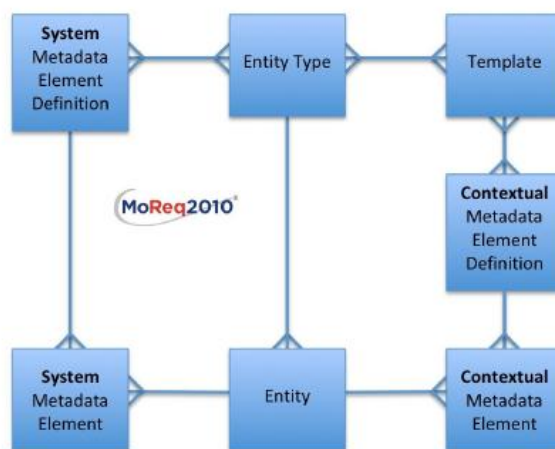 System
Metadata
Element
Definition
Entity Type
Template
MoReq2010®
Contextual
Metadata
Element
Definition
System
Metadata
Element
Entity
Contextual
Metadata
Element